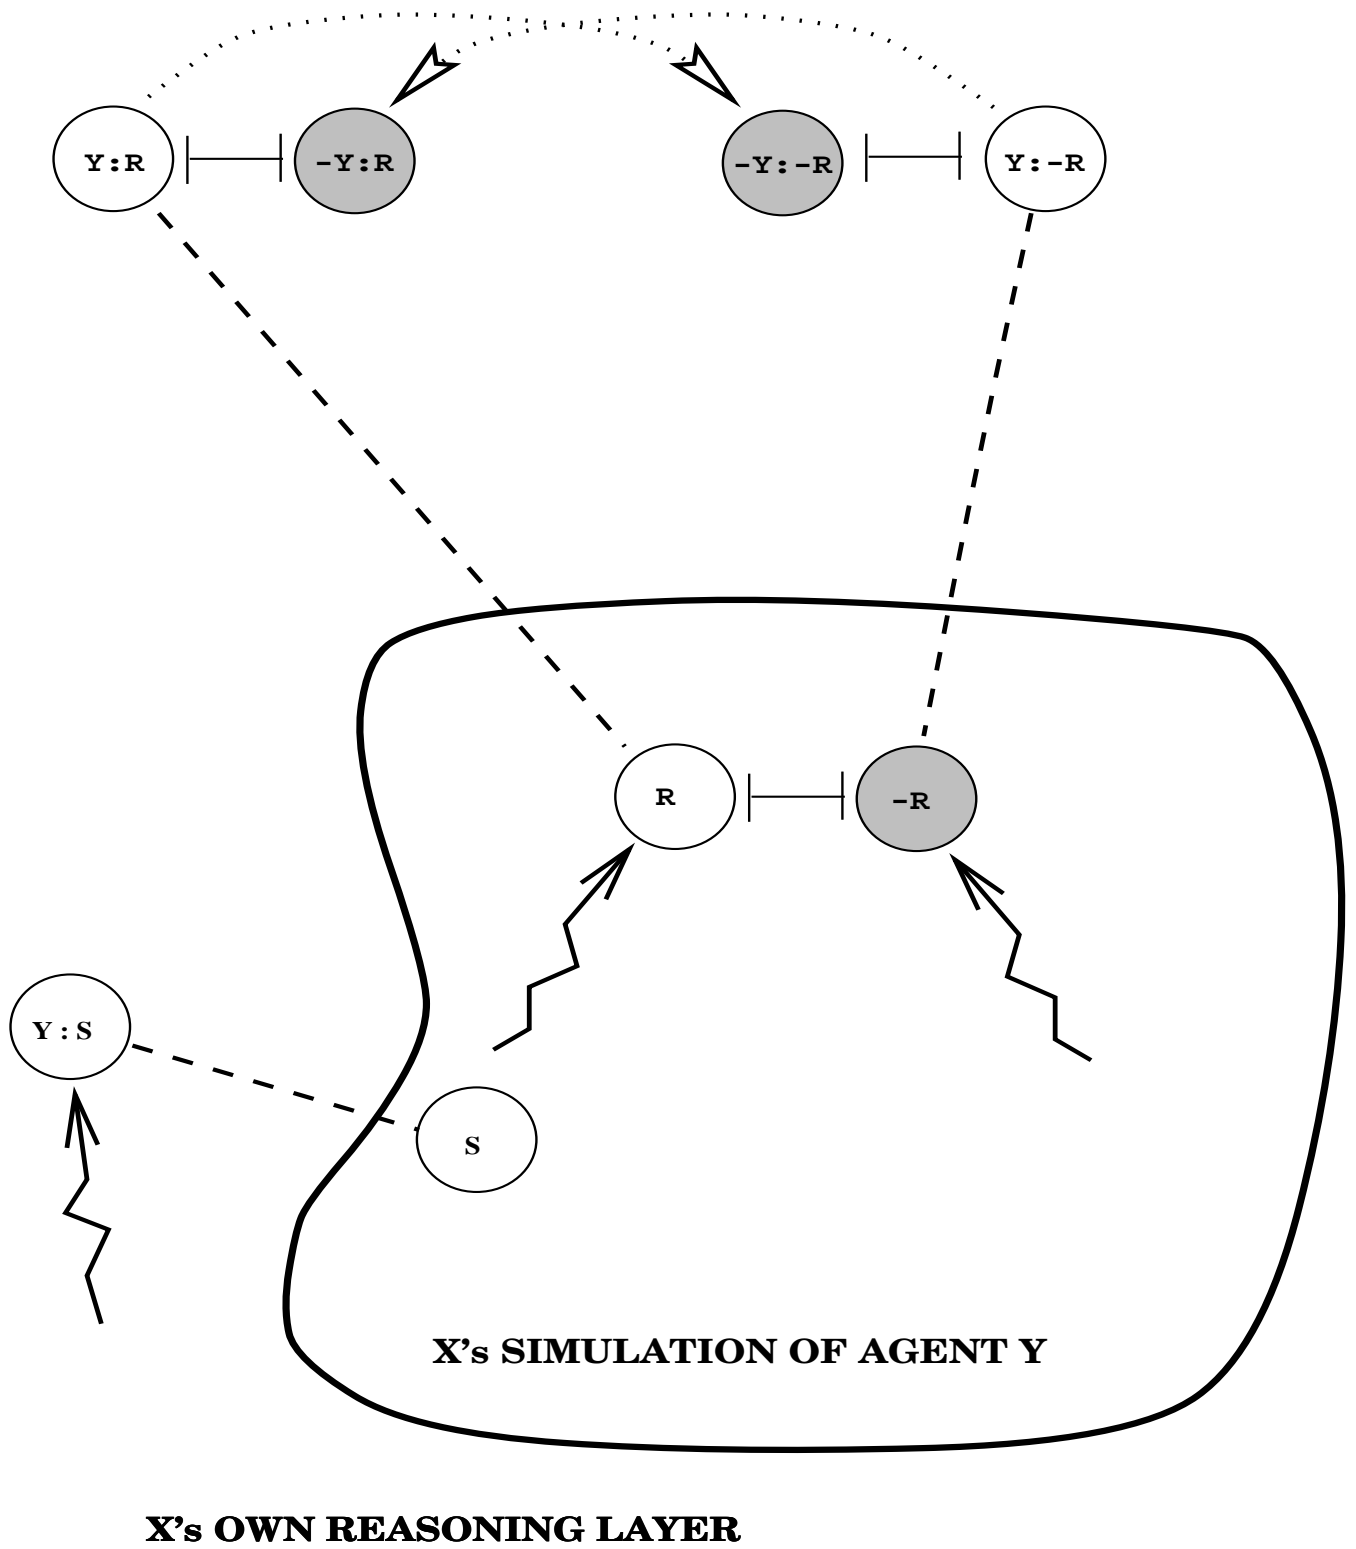 Y:R
-Y:R
-Y:-R
Y:-R
R
-R
Y : S
S
X's SIMULATION OF AGENT Y
X's OWN REASONING LAYER